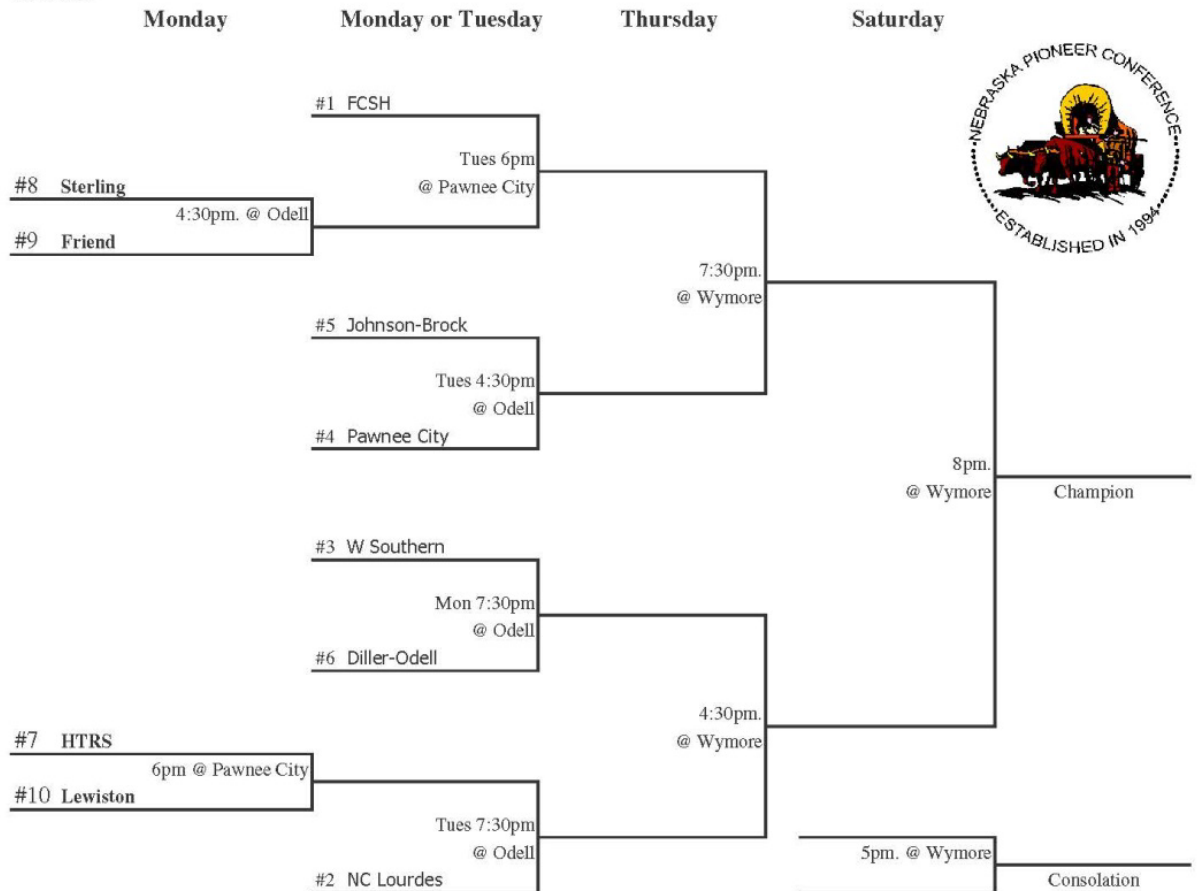 Monday Monday or Tuesday Thursday Saturday
NEBRASKA PIONEER CONFERENCE
ESTABLISHED IN 1994
#1 FCSH
Tues 6pm
@ Pawnee City
#8 Sterling
4:30pm. @ Odell
#9 Friend
7:30pm.
@ Wymore
#5 Johnson-Brock
Tues 4:30pm
@ Odell
#4 Pawnee City
8pm.
@ Wymore
Champion
#3 W Southern
Mon 7:30pm
@ Odell
#6 Diller-Odell
4:30pm.
@ Wymore
#7 HTRS
6pm @ Pawnee City
#10 Lewiston
Tues 7:30pm
@ Odell
#2 NC Lourdes
5pm. @ Wymore
Consolation